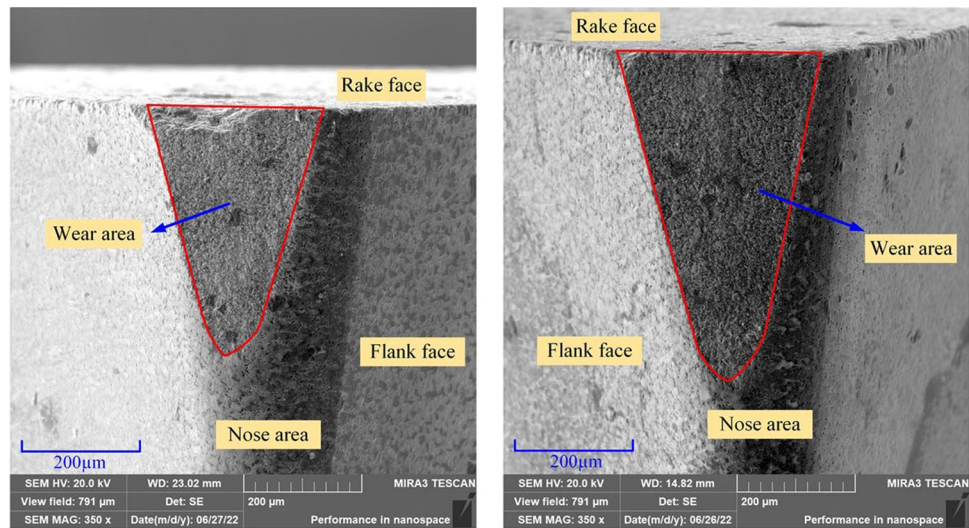 Rake face
Wear area
Flank face
Nose area
200μm
SEM HV: 20.0 kV WD: 23.02 mm MIRA3 TESCAN
View field: 791 µm Det: SE 200 µm
SEM MAG: 350 x Date(m/d/y): 06/27/22 Performance in nanospace
Rake face
Wear area
Flank face
Nose area
200μm
SEM HV: 20.0 kV WD: 14.82 mm MIRA3 TESCAN
View field: 791 µm Det: SE 200 µm
SEM MAG: 350 x Date(m/d/y): 06/26/22 Performance in nanospace